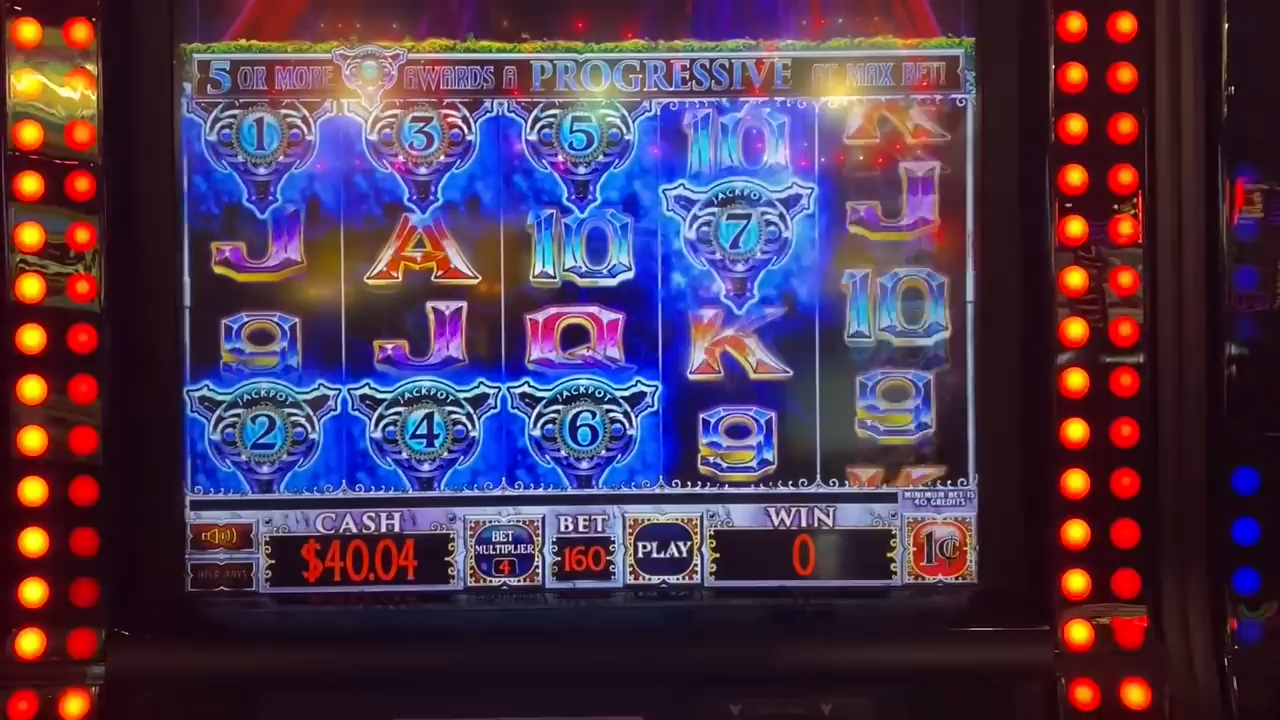 5 OR MORE AWARDS A PROGRESSIVE AT MAX BET!
1 3 5 10 K
J A 10 JACKPOT 7 J
9 J Q K 10
JACKPOT 2 JACKPOT 4 JACKPOT 6 9 9
MINIMUM BET IS
40 CREDITS
CASH BET WIN
$40.04 BET MULTIPLIER 4 160 PLAY 0 1¢
HELP PAYS